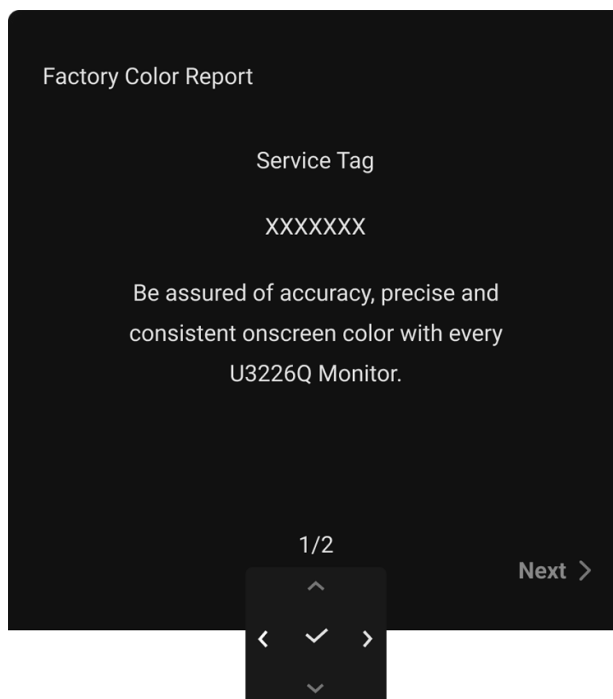 Factory Color Report
Service Tag
XXXXXXX
Be assured of accuracy, precise and
consistent onscreen color with every
U3226Q Monitor.
1/2
Next